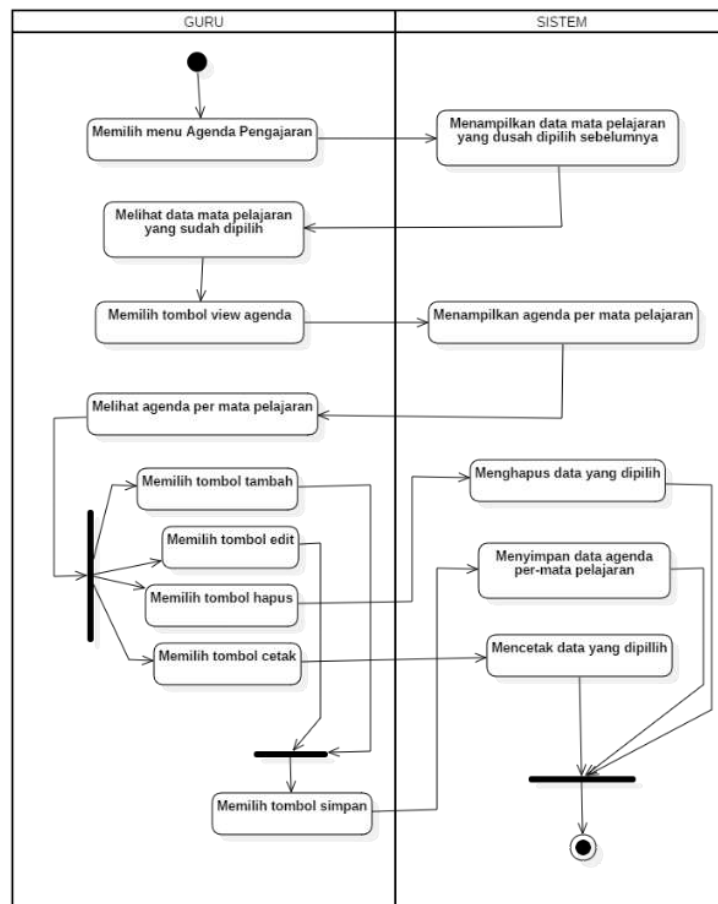 GURU
SISTEM
Memilih menu Agenda Pengajaran
Menampilkan data mata pelajaran
yang dusah dipilih sebelumnya
Melihat data mata pelajaran
yang sudah dipilih
Memilih tombol view agenda
Menampilkan agenda per mata pelajaran
Melihat agenda per mata pelajaran
Memilih tombol tambah
Menghapus data yang dipilih
Memilih tombol edit
Menyimpan data agenda
per-mata pelajaran
Memilih tombol hapus
Memilih tombol cetak
Mencetak data yang dipillih
Memilih tombol simpan